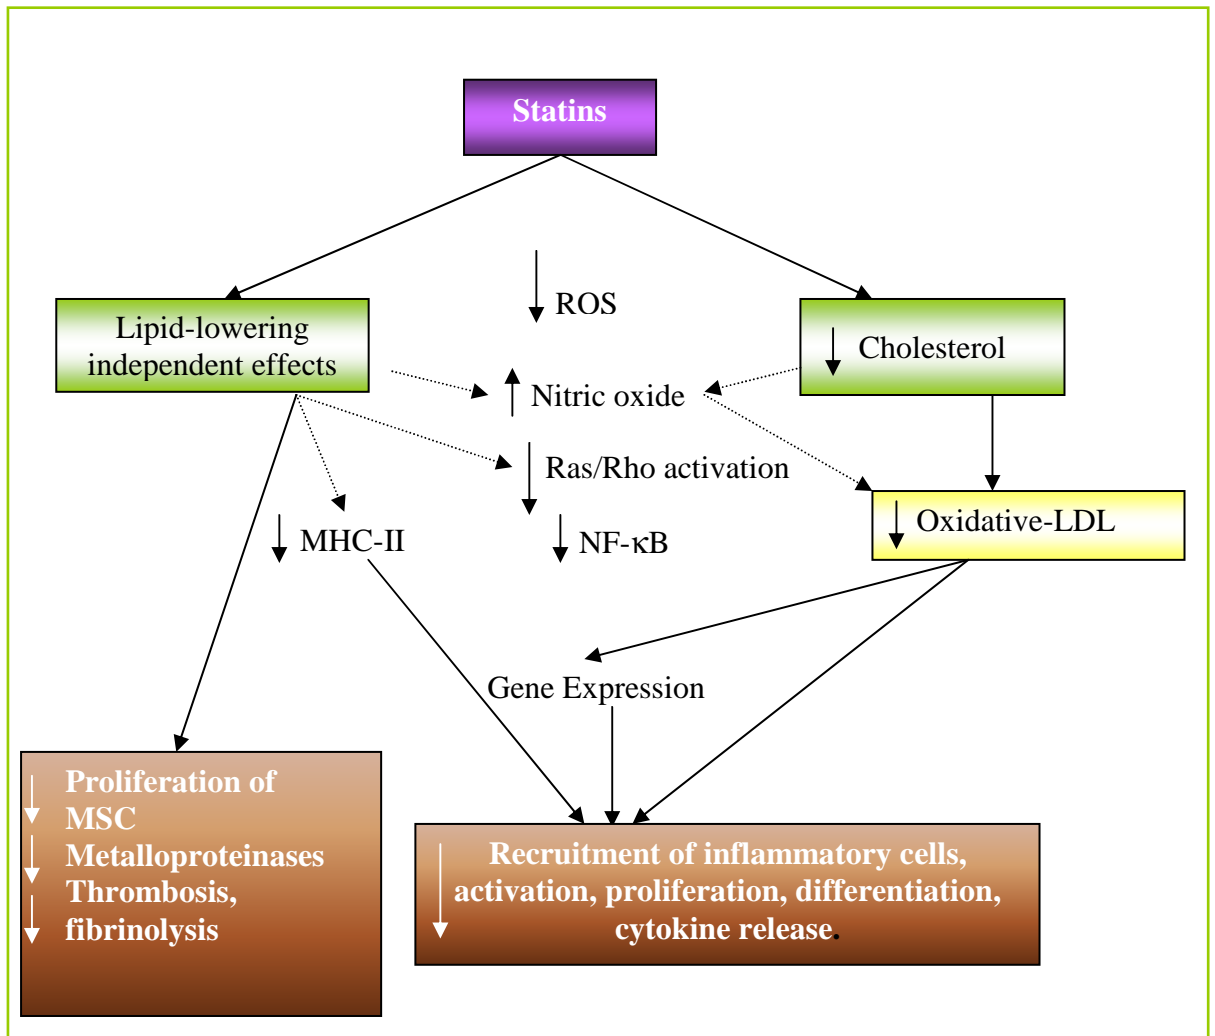 Statins
ROS
Lipid-lowering
independent effects
Cholesterol
Nitric oxide
Ras/Rho activation
Oxidative-LDL
MHC-II
NF-κB
Gene Expression
Proliferation of
MSC
Metalloproteinases
Thrombosis,
fibrinolysis
Recruitment of inflammatory cells,
activation, proliferation, differentiation,
cytokine release.